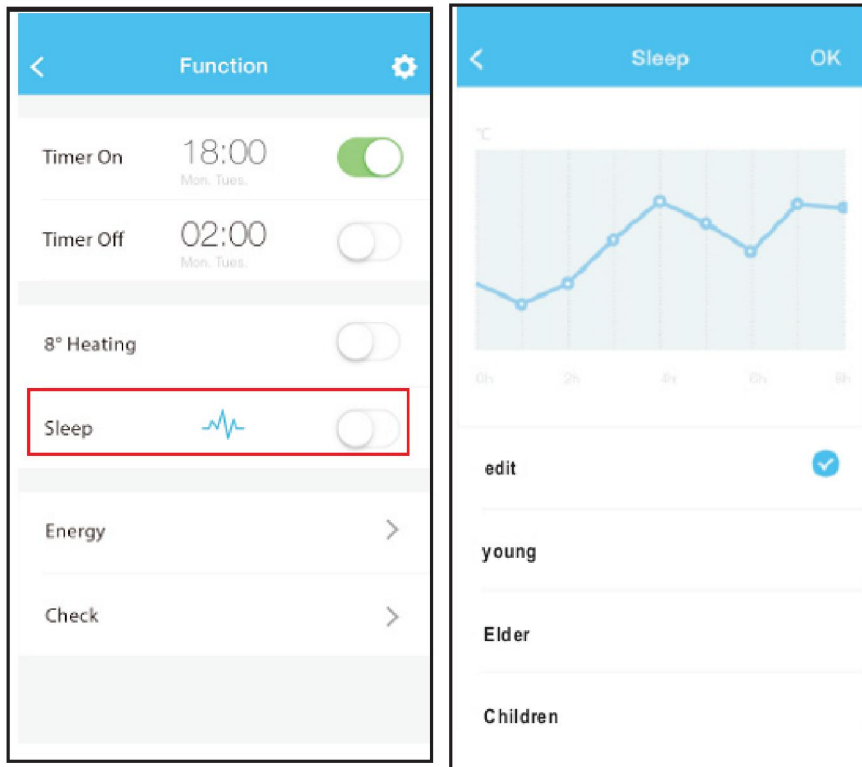 Function
Timer On 18:00
Mon. Tues.
Timer Off 02:00
Mon. Tues.
8° Heating
Sleep
Energy
Check
Sleep OK
°C
0h 2h 4h 6h 8h
edit
young
Elder
Children